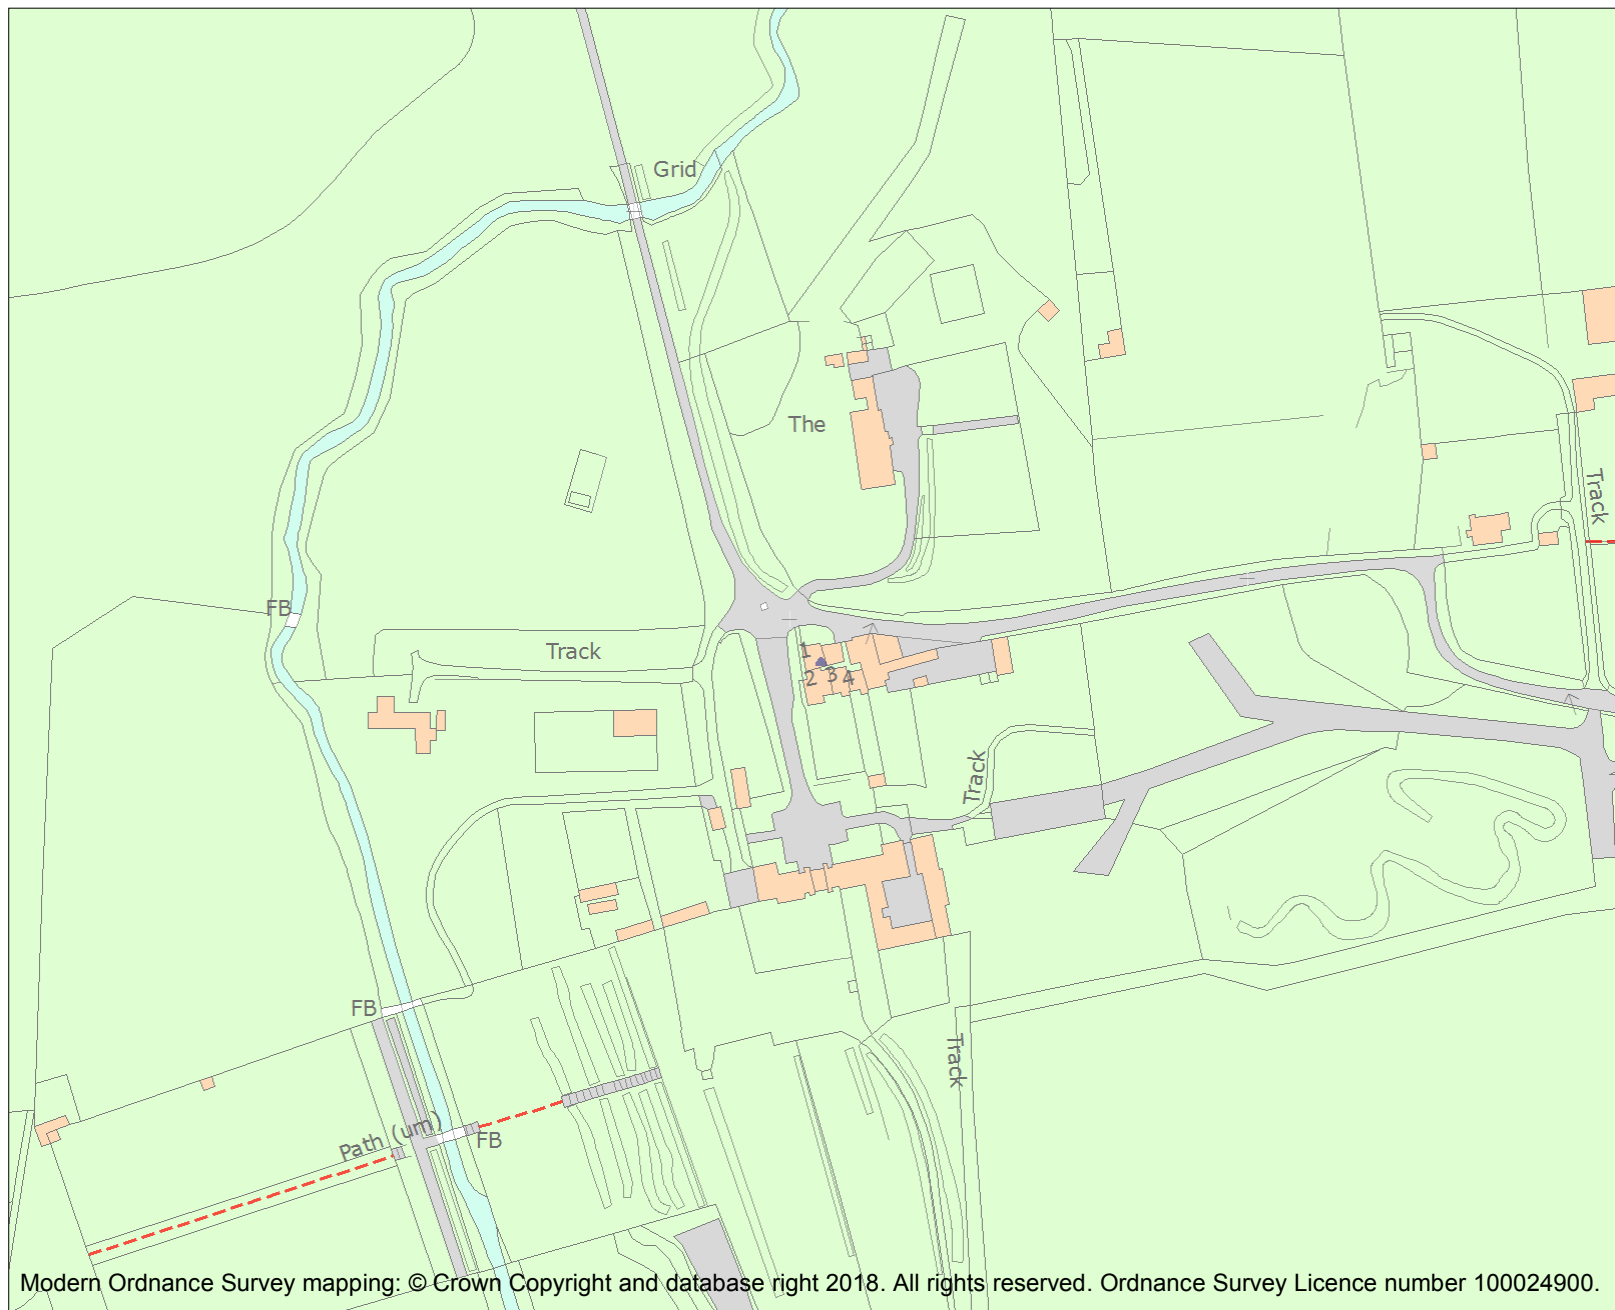 Grid
The
Track
FB
Track
1
2 3 4
Track
FB
Track
Path (um)
FB
Modern Ordnance Survey mapping: © Crown Copyright and database right 2018. All rights reserved. Ordnance Survey Licence number 100024900.